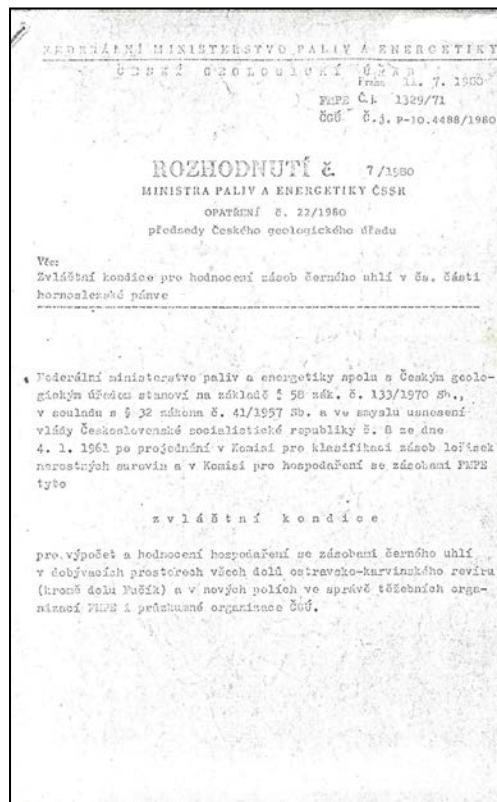 FEDERÁLNÍ MINISTERSTVO PALIV A ENERGETIKY
ČESKÝ GEOLOGICKÝ ÚŘAD
Praha 11. 7. 1980
FMPE Č.j. 1329/71
ČGÚ Č.j. P-10.4488/1980
ROZHODNUTÍ č. 7/1980
MINISTRA PALIV A ENERGETIKY ČSSR
OPATŘENÍ č. 22/1980
předsedy Českého geologického úřadu
Věc:
Zvláštní kondice pro hodnocení zásob černého uhlí v čs. části
hornoslezské pánve
Federální ministerstvo paliv a energetiky spolu s Českým geolo-
gickým úřadem stanoví na základě § 58 zák. č. 133/1970 Sb.,
v souladu s § 32 zákona č. 41/1957 Sb. a ve smyslu usnesení
vlády Československé socialistické republiky č. 8 ze dne
4. 1. 1961 po projednání v Komisi pro klasifikaci zásob ložisek
nerostných surovin a v Komisi pro hospodaření se zásobami FMPE
tyto
zvláštní kondice
pro výpočet a hodnocení hospodaření se zásobami černého uhlí
v dobývacích prostorech všech dolů ostravsko-karvinského revíru
(kromě dolu Fučík) a v nových polích ve správě těžebních orga-
nizací FMPE i průzkumné organizace ČGÚ.